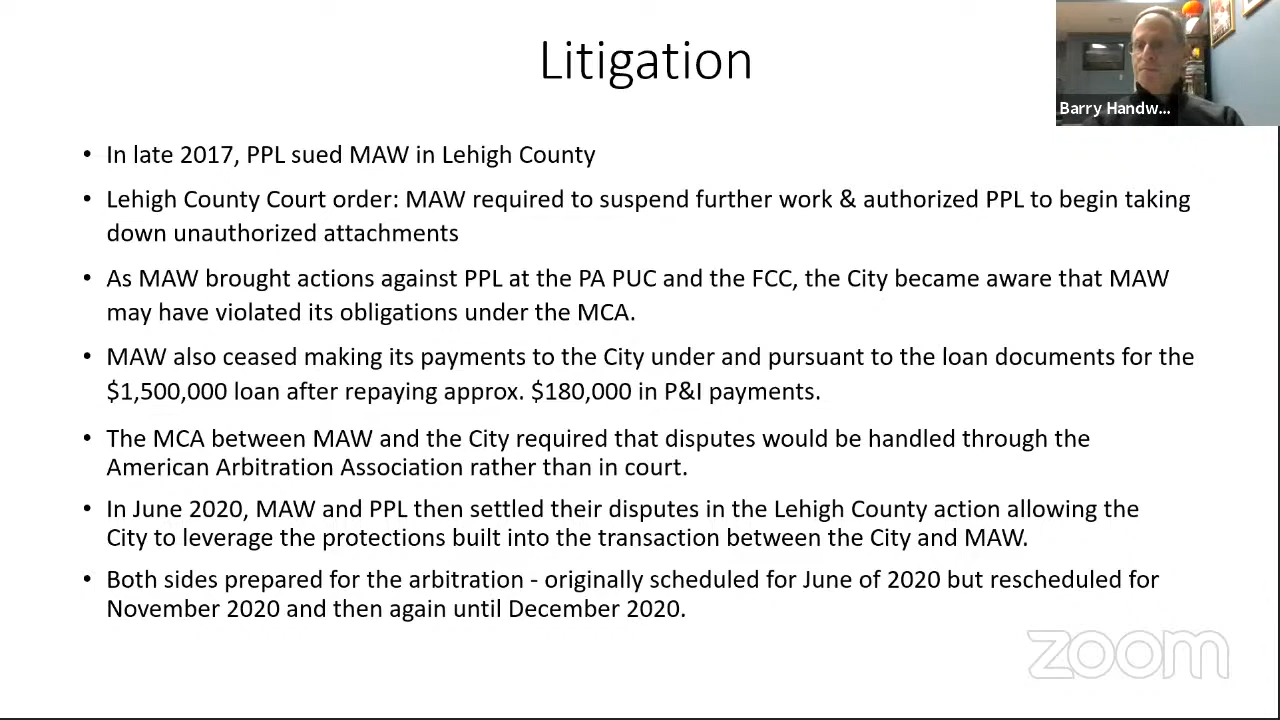 Litigation
Barry Handw...
• In late 2017, PPL sued MAW in Lehigh County
• Lehigh County Court order: MAW required to suspend further work & authorized PPL to begin taking
down unauthorized attachments
• As MAW brought actions against PPL at the PA PUC and the FCC, the City became aware that MAW
may have violated its obligations under the MCA.
• MAW also ceased making its payments to the City under and pursuant to the loan documents for the
$1,500,000 loan after repaying approx. $180,000 in P&I payments.
• The MCA between MAW and the City required that disputes would be handled through the
American Arbitration Association rather than in court.
• In June 2020, MAW and PPL then settled their disputes in the Lehigh County action allowing the
City to leverage the protections built into the transaction between the City and MAW.
• Both sides prepared for the arbitration - originally scheduled for June of 2020 but rescheduled for
November 2020 and then again until December 2020.
zoom